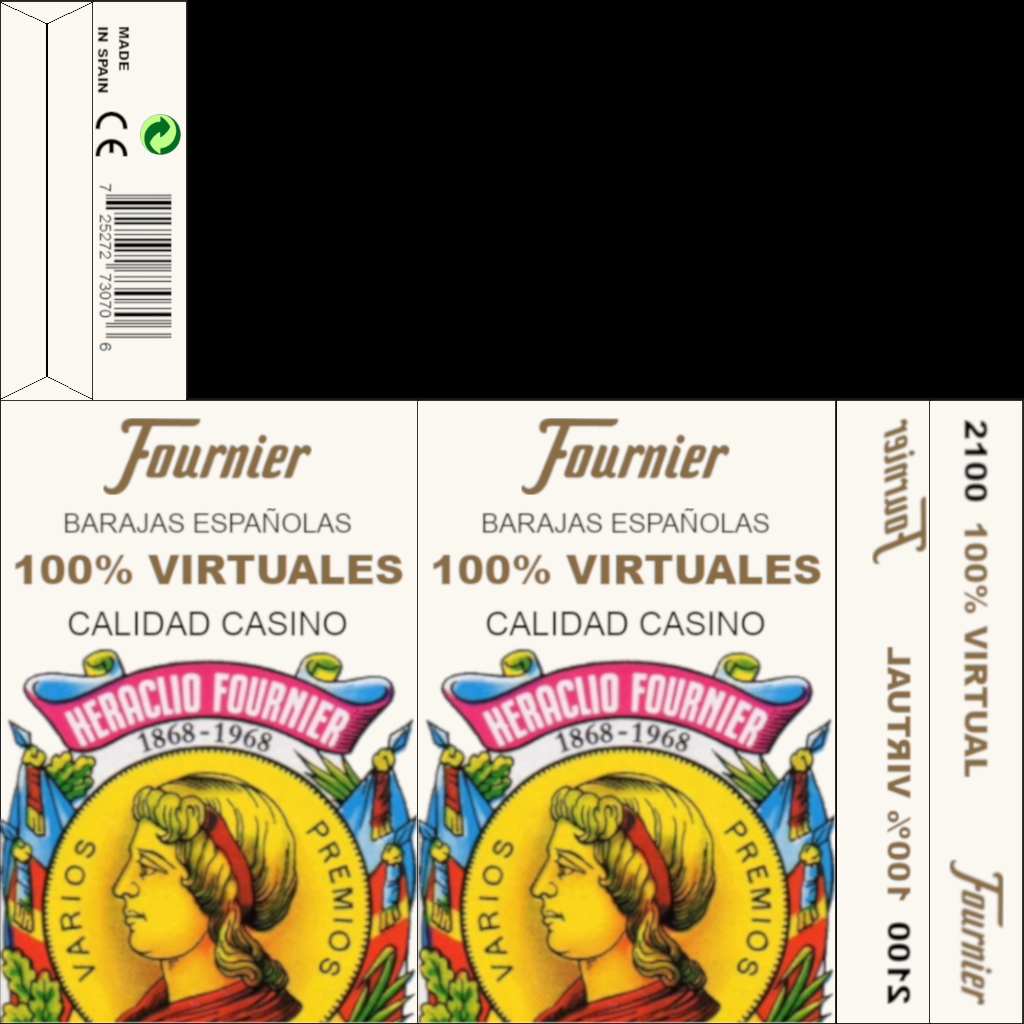 MADE
IN SPAIN
CE
7 25272 73070 6
Fournier
BARAJAS ESPAÑOLAS
100% VIRTUALES
CALIDAD CASINO
HERACLIO FOURNIER
1868-1968
VARIOS
PREMIOS
Fournier
BARAJAS ESPAÑOLAS
100% VIRTUALES
CALIDAD CASINO
HERACLIO FOURNIER
1868-1968
VARIOS
PREMIOS
2100 100% VIRTUAL Fournier
2100 100% VIRTUAL Fournier